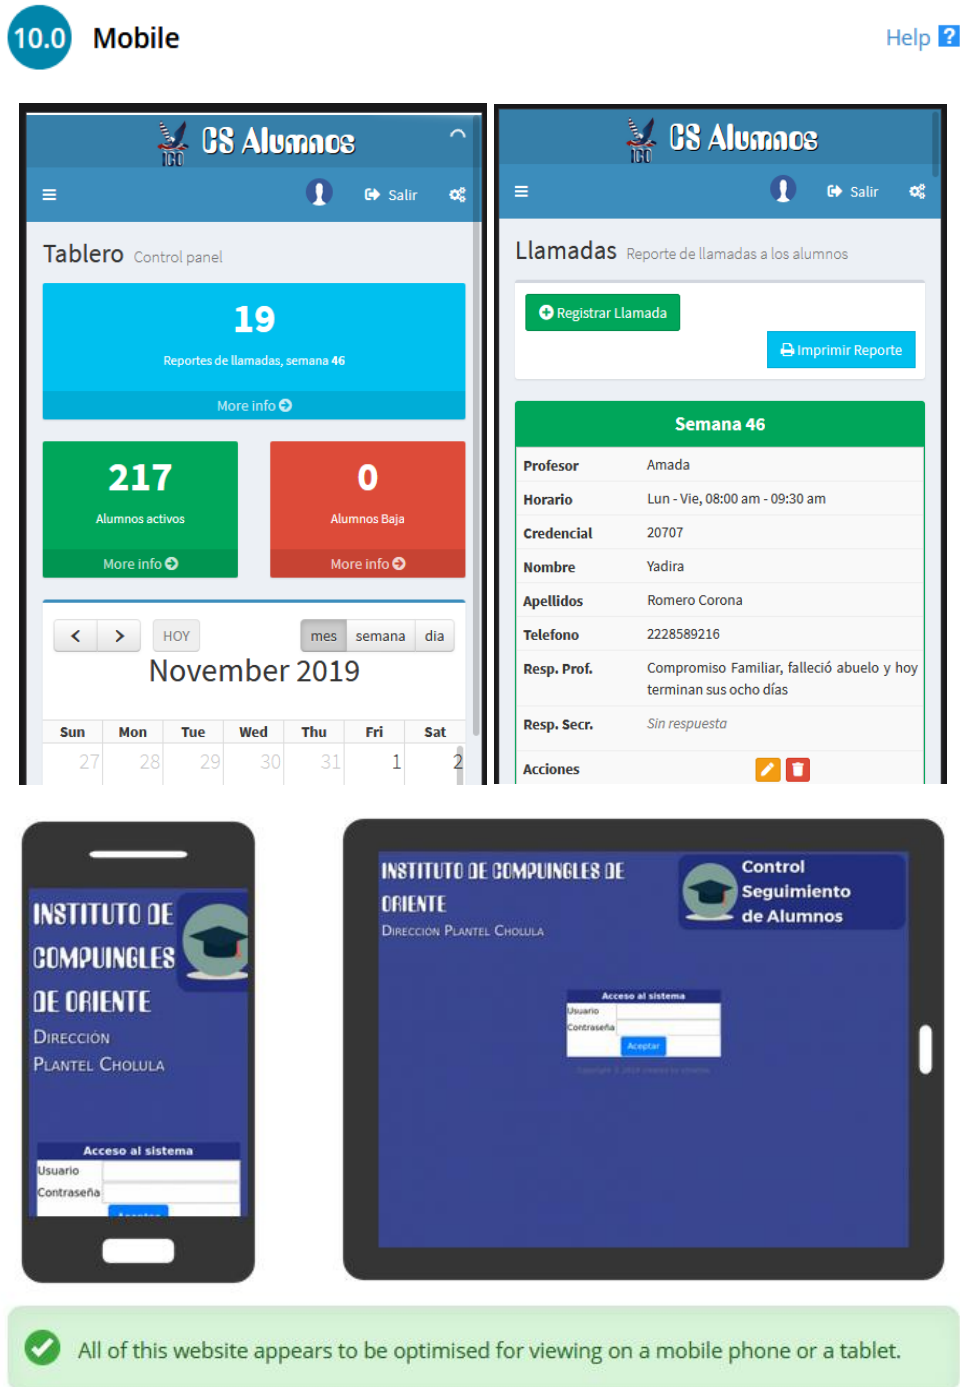 10.0 Mobile
Help ?
CS Alumnos
ICO
Salir
Tablero Control panel
19
Reportes de llamadas, semana 46
More info
217
Alumnos activos
More info
0
Alumnos Baja
More info
HOY
mes semana dia
November 2019
Sun Mon Tue Wed Thu Fri Sat
27 28 29 30 31 1 2
CS Alumnos
ICO
Salir
Llamadas Reporte de llamadas a los alumnos
Registrar Llamada
Imprimir Reporte
Semana 46
Profesor Amada
Horario Lun - Vie, 08:00 am - 09:30 am
Credencial 20707
Nombre Yadira
Apellidos Romero Corona
Telefono 2228589216
Resp. Prof. Compromiso Familiar, falleció abuelo y hoy
terminan sus ocho días
Resp. Secr. Sin respuesta
Acciones
INSTITUTO DE
COMPUINGLES
DE ORIENTE
DIRECCIÓN
PLANTEL CHOLULA
Acceso al sistema
Usuario
Contraseña
Aceptar
INSTITUTO DE COMPUINGLES DE
ORIENTE
DIRECCIÓN PLANTEL CHOLULA
Control
Seguimiento
de Alumnos
Acceso al sistema
Usuario
Contraseña
Aceptar
All of this website appears to be optimised for viewing on a mobile phone or a tablet.